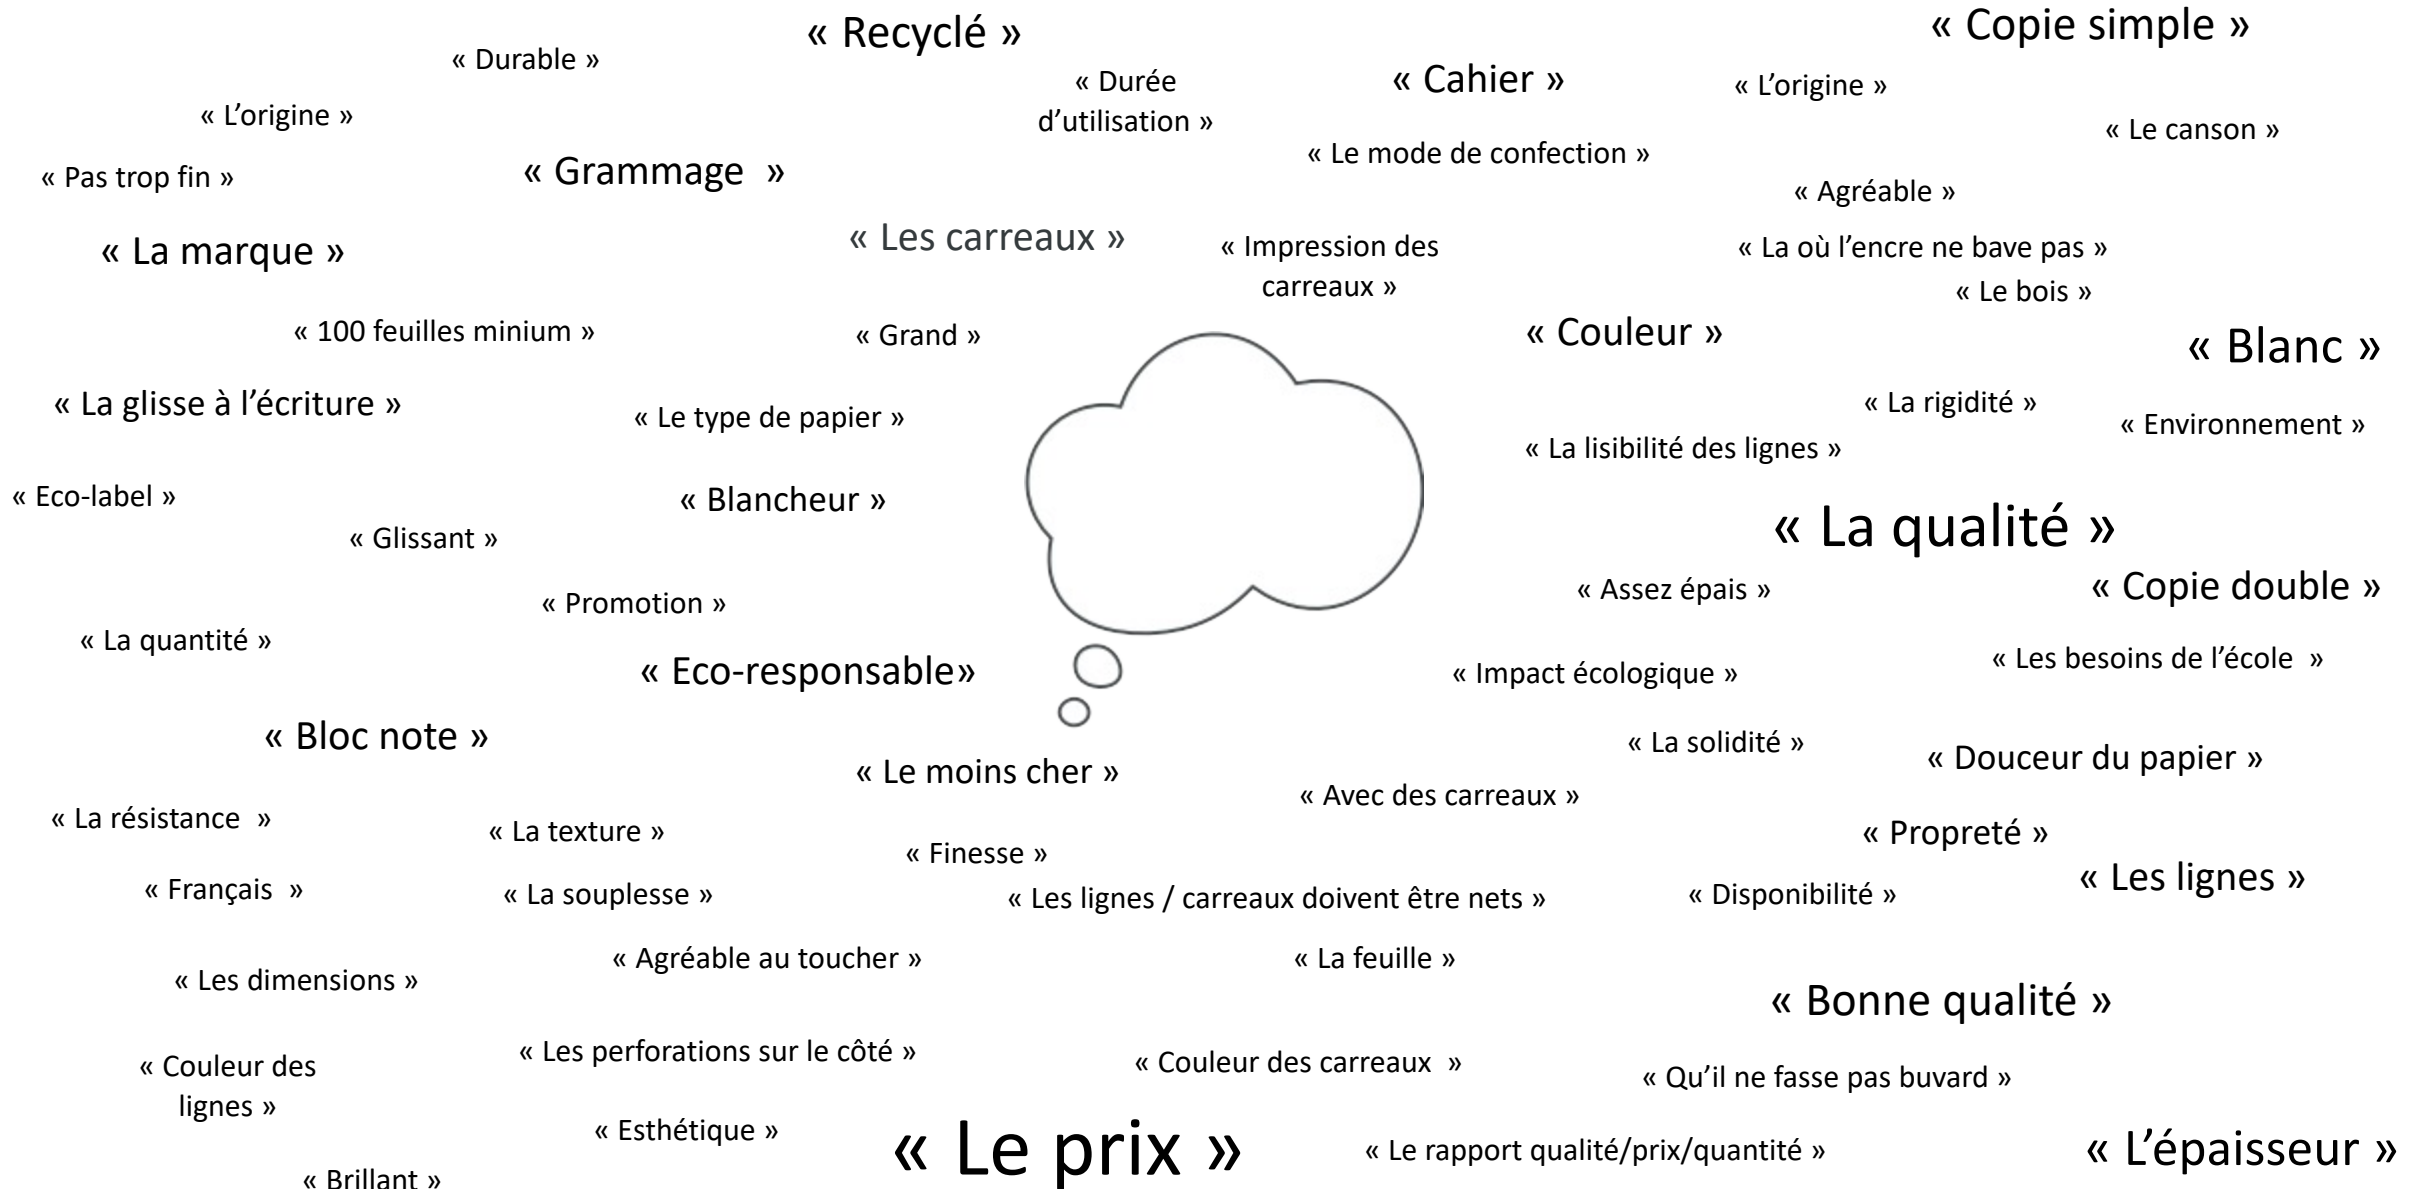 « Recyclé »
« Copie simple »
« Durable »
« Durée
d’utilisation »
« Cahier »
« L’origine »
« L’origine »
« Le canson »
« Le mode de confection »
« Pas trop fin »
« Grammage  »
« Agréable »
« La marque »
« Les carreaux »
« Impression des
carreaux »
« La où l’encre ne bave pas »
« Le bois »
« 100 feuilles minium »
« Grand »
« Couleur »
« Blanc »
« La glisse à l’écriture »
« Le type de papier »
« La rigidité »
« Environnement »
« La lisibilité des lignes »
« Eco-label »
« Blancheur »
« La qualité »
« Glissant »
« Assez épais »
« Copie double »
« Promotion »
« La quantité »
« Eco-responsable»
« Impact écologique »
« Les besoins de l’école  »
« Bloc note »
« La solidité »
« Douceur du papier »
« Le moins cher »
« Avec des carreaux »
« La résistance  »
« La texture »
« Propreté »
« Finesse »
« Les lignes »
« Français  »
« La souplesse »
« Les lignes / carreaux doivent être nets »
« Disponibilité »
« Agréable au toucher »
« La feuille »
« Les dimensions »
« Bonne qualité »
« Les perforations sur le côté »
« Couleur des
lignes »
« Couleur des carreaux  »
« Qu’il ne fasse pas buvard »
« Esthétique »
« Le prix »
« Le rapport qualité/prix/quantité »
« L’épaisseur »
« Brillant »